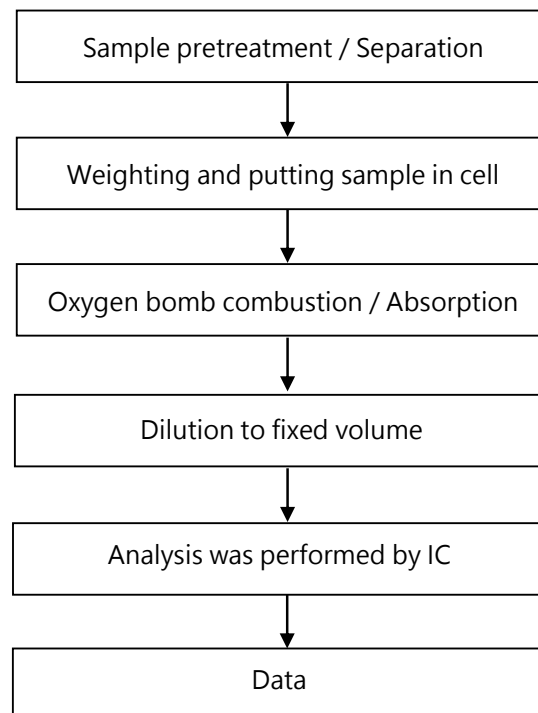 Sample pretreatment / Separation
Weighting and putting sample in cell
Oxygen bomb combustion / Absorption
Dilution to fixed volume
Analysis was performed by IC
Data